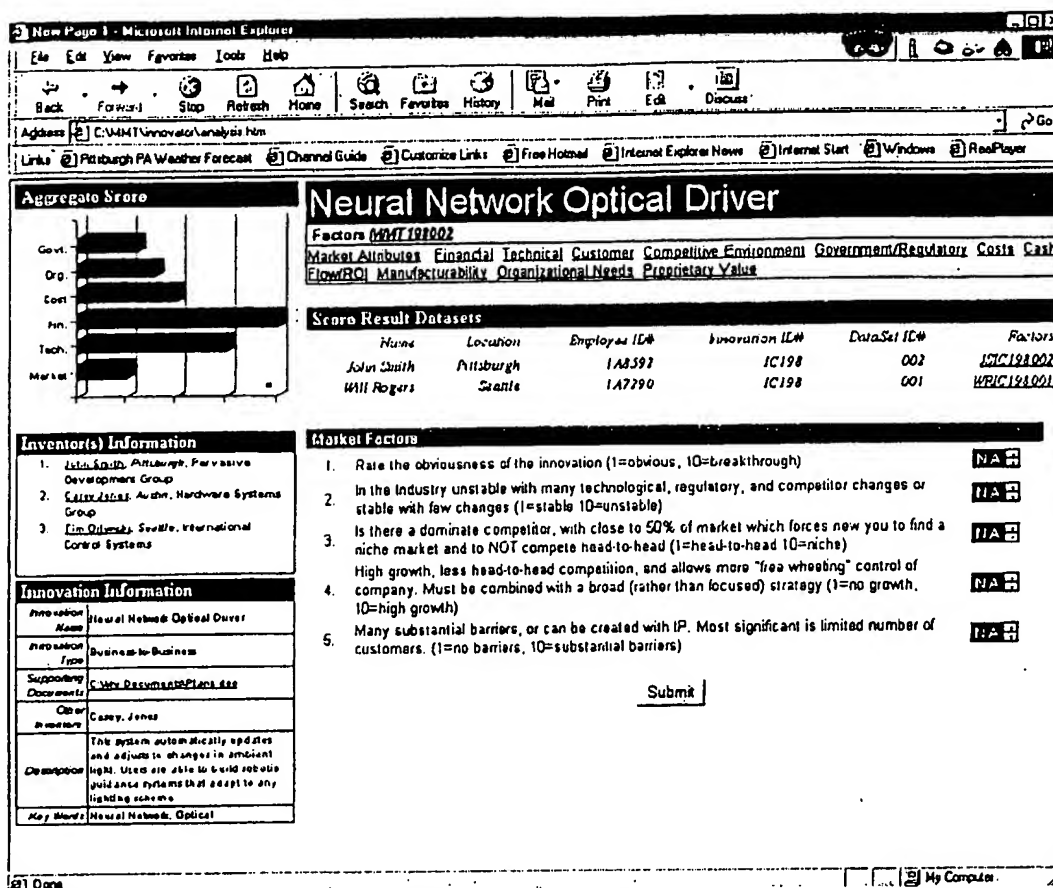 New Page 1 - Microsoft Internet Explorer
File Edit View Favorites Tools Help
Back Forward Stop Refresh Home Search Favorites History Mail Print Edit Discuss
Address C:\MMT\innovator\analysis.htm Go
Links Pittsburgh PA Weather Forecast Channel Guide Customize Links Free Hotmail Internet Explorer News Internet Start Windows RealPlayer
Aggregate Score
Govt.
Org.
Cost
Fin.
Tech.
Market
Neural Network Optical Driver
Factors MMT198002
Market Attributes Financial Technical Customer Competitive Environment Government/Regulatory Costs Cash
Flow/ROI Manufacturability Organizational Needs Proprietary Value
Score Result Datasets
Name Location Employee ID# Innovation ID# DataSet ID# Factors
John Smith Pittsburgh 1A8592 IC198 002 JSIC198002
Will Rogers Seattle 1A7290 IC198 001 WRIC198001
Inventor(s) Information
1. John Smith, Pittsburgh, Pervasive
Development Group
2. Casey Jones, Austin, Hardware Systems
Group
3. Tim, Seattle, International
Control Systems
Innovation Information
Innovation
Name
Neural Network Optical Driver
Innovation
Type
Business-to-Business
Supporting
Documents
C:\My Documents\Plant.doc
Other
Inventors
Casey, Jones
Description
This system automatically updates
and adjusts to changes in ambient
light. Users are able to build robotic
guidance systems that adapt to any
lighting scheme
Key Words Neural Network, Optical
Market Factors
1. Rate the obviousness of the innovation (1=obvious, 10=breakthrough) NA
2. In the Industry unstable with many technological, regulatory, and competitor changes or
stable with few changes (1=stable 10=unstable) NA
3. Is there a dominate competitor, with close to 50% of market which forces new you to find a
niche market and to NOT compete head-to-head (1=head-to-head 10=niche) NA
4. High growth, less head-to-head competition, and allows more "free wheeling" control of
company. Must be combined with a broad (rather than focused) strategy (1=no growth,
10=high growth) NA
5. Many substantial barriers, or can be created with IP. Most significant is limited number of
customers. (1=no barriers, 10=substantial barriers) NA
Submit
Done My Computer